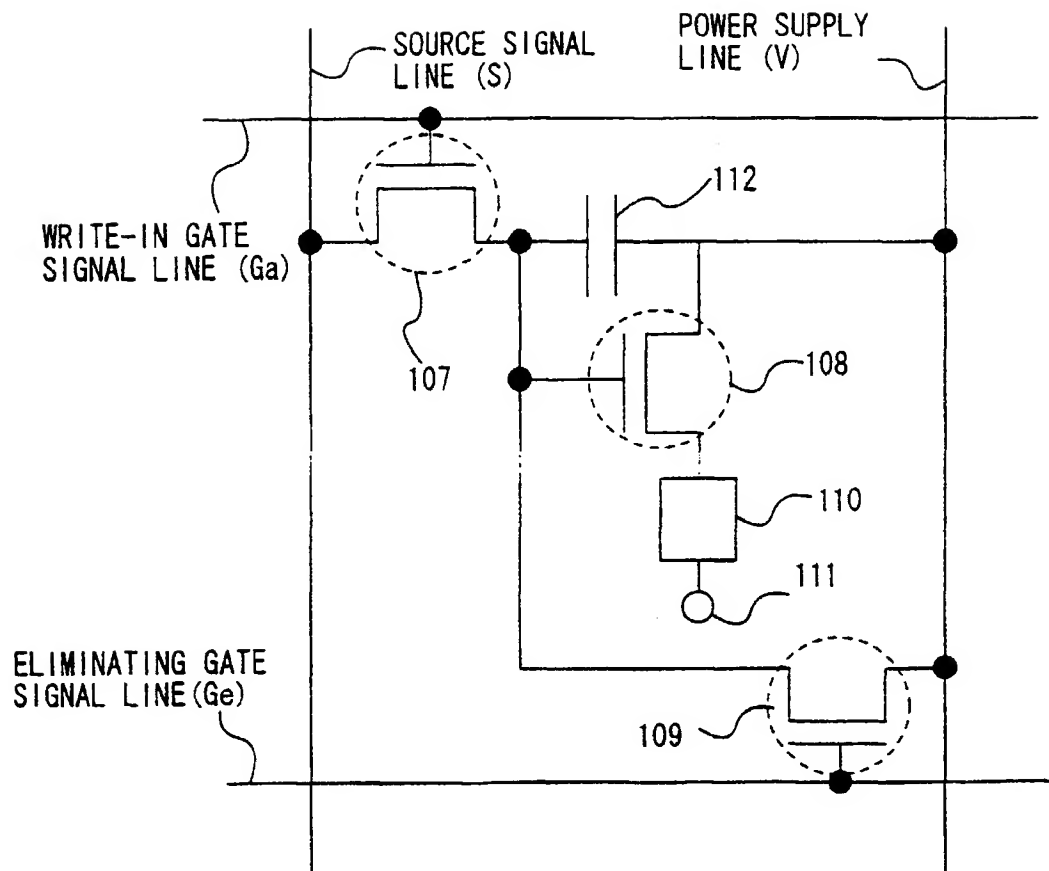 SOURCE SIGNAL
LINE (S)
POWER SUPPLY
LINE (V)
112
WRITE-IN GATE
SIGNAL LINE (Ga)
107
108
110
111
ELIMINATING GATE
SIGNAL LINE(Ge)
109